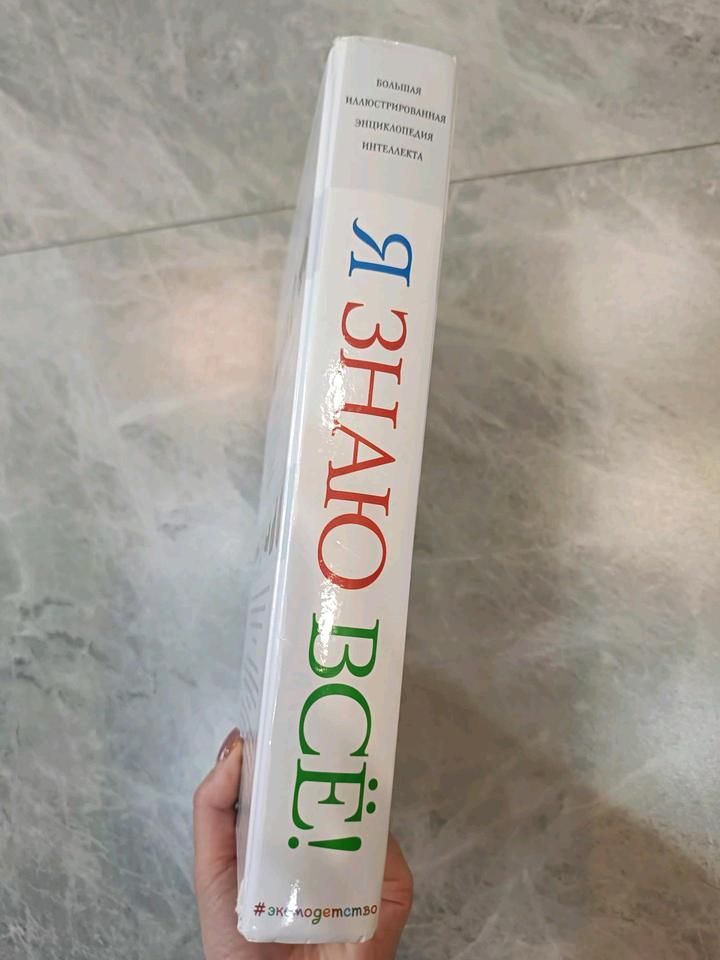 БОЛЬШАЯ
ИЛЛЮСТРИРОВАННАЯ
ЭНЦИКЛОПЕДИЯ
ИНТЕЛЛЕКТА
Я ЗНАЮ ВСЁ!
#эксмодетство